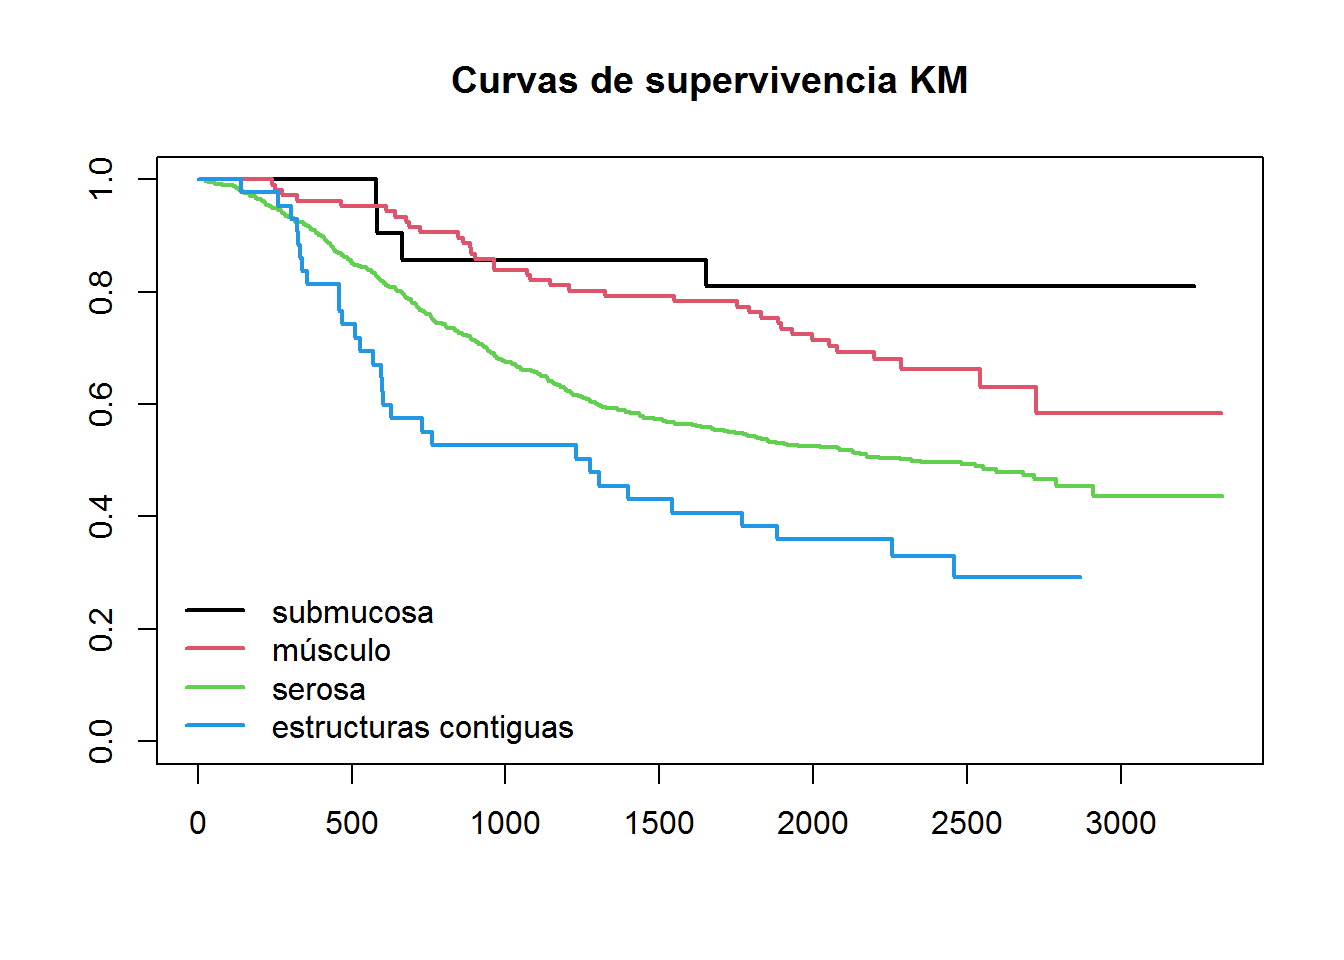 Curvas de supervivencia KM
1.0
0.8
0.6
0.4
0.2
0.0
submucosa
músculo
serosa
estructuras contiguas
0 500 1000 1500 2000 2500 3000